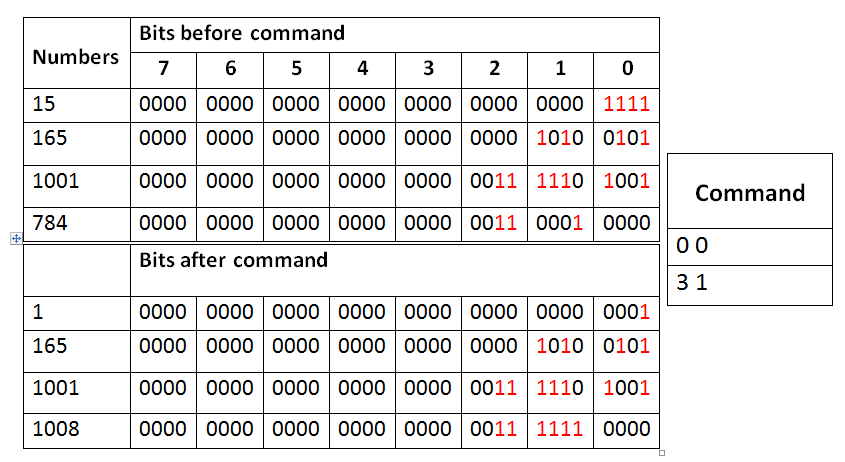 Numbers Bits before command
7 6 5 4 3 2 1 0
15 0000 0000 0000 0000 0000 0000 0000 1111
165 0000 0000 0000 0000 0000 0000 1010 0101
1001 0000 0000 0000 0000 0000 0011 1110 1001
784 0000 0000 0000 0000 0000 0011 0001 0000
Bits after command
1 0000 0000 0000 0000 0000 0000 0000 0001
165 0000 0000 0000 0000 0000 0000 1010 0101
1001 0000 0000 0000 0000 0000 0011 1110 1001
1008 0000 0000 0000 0000 0000 0011 1111 0000
Command
0 0
3 1